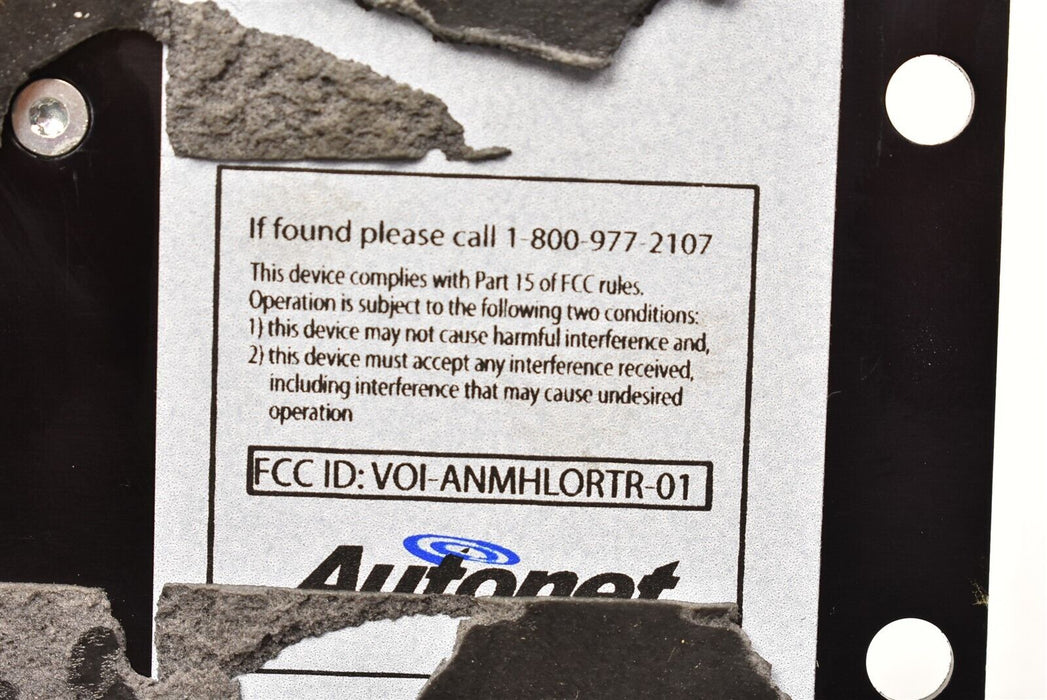 If found please call 1-800-977-2107
This device complies with Part 15 of FCC rules.
Operation is subject to the following two conditions:
1) this device may not cause harmful interference and,
2) this device must accept any interference received,
including interference that may cause undesired
operation
FCC ID: VOI-ANMHLORTR-01
Autonet